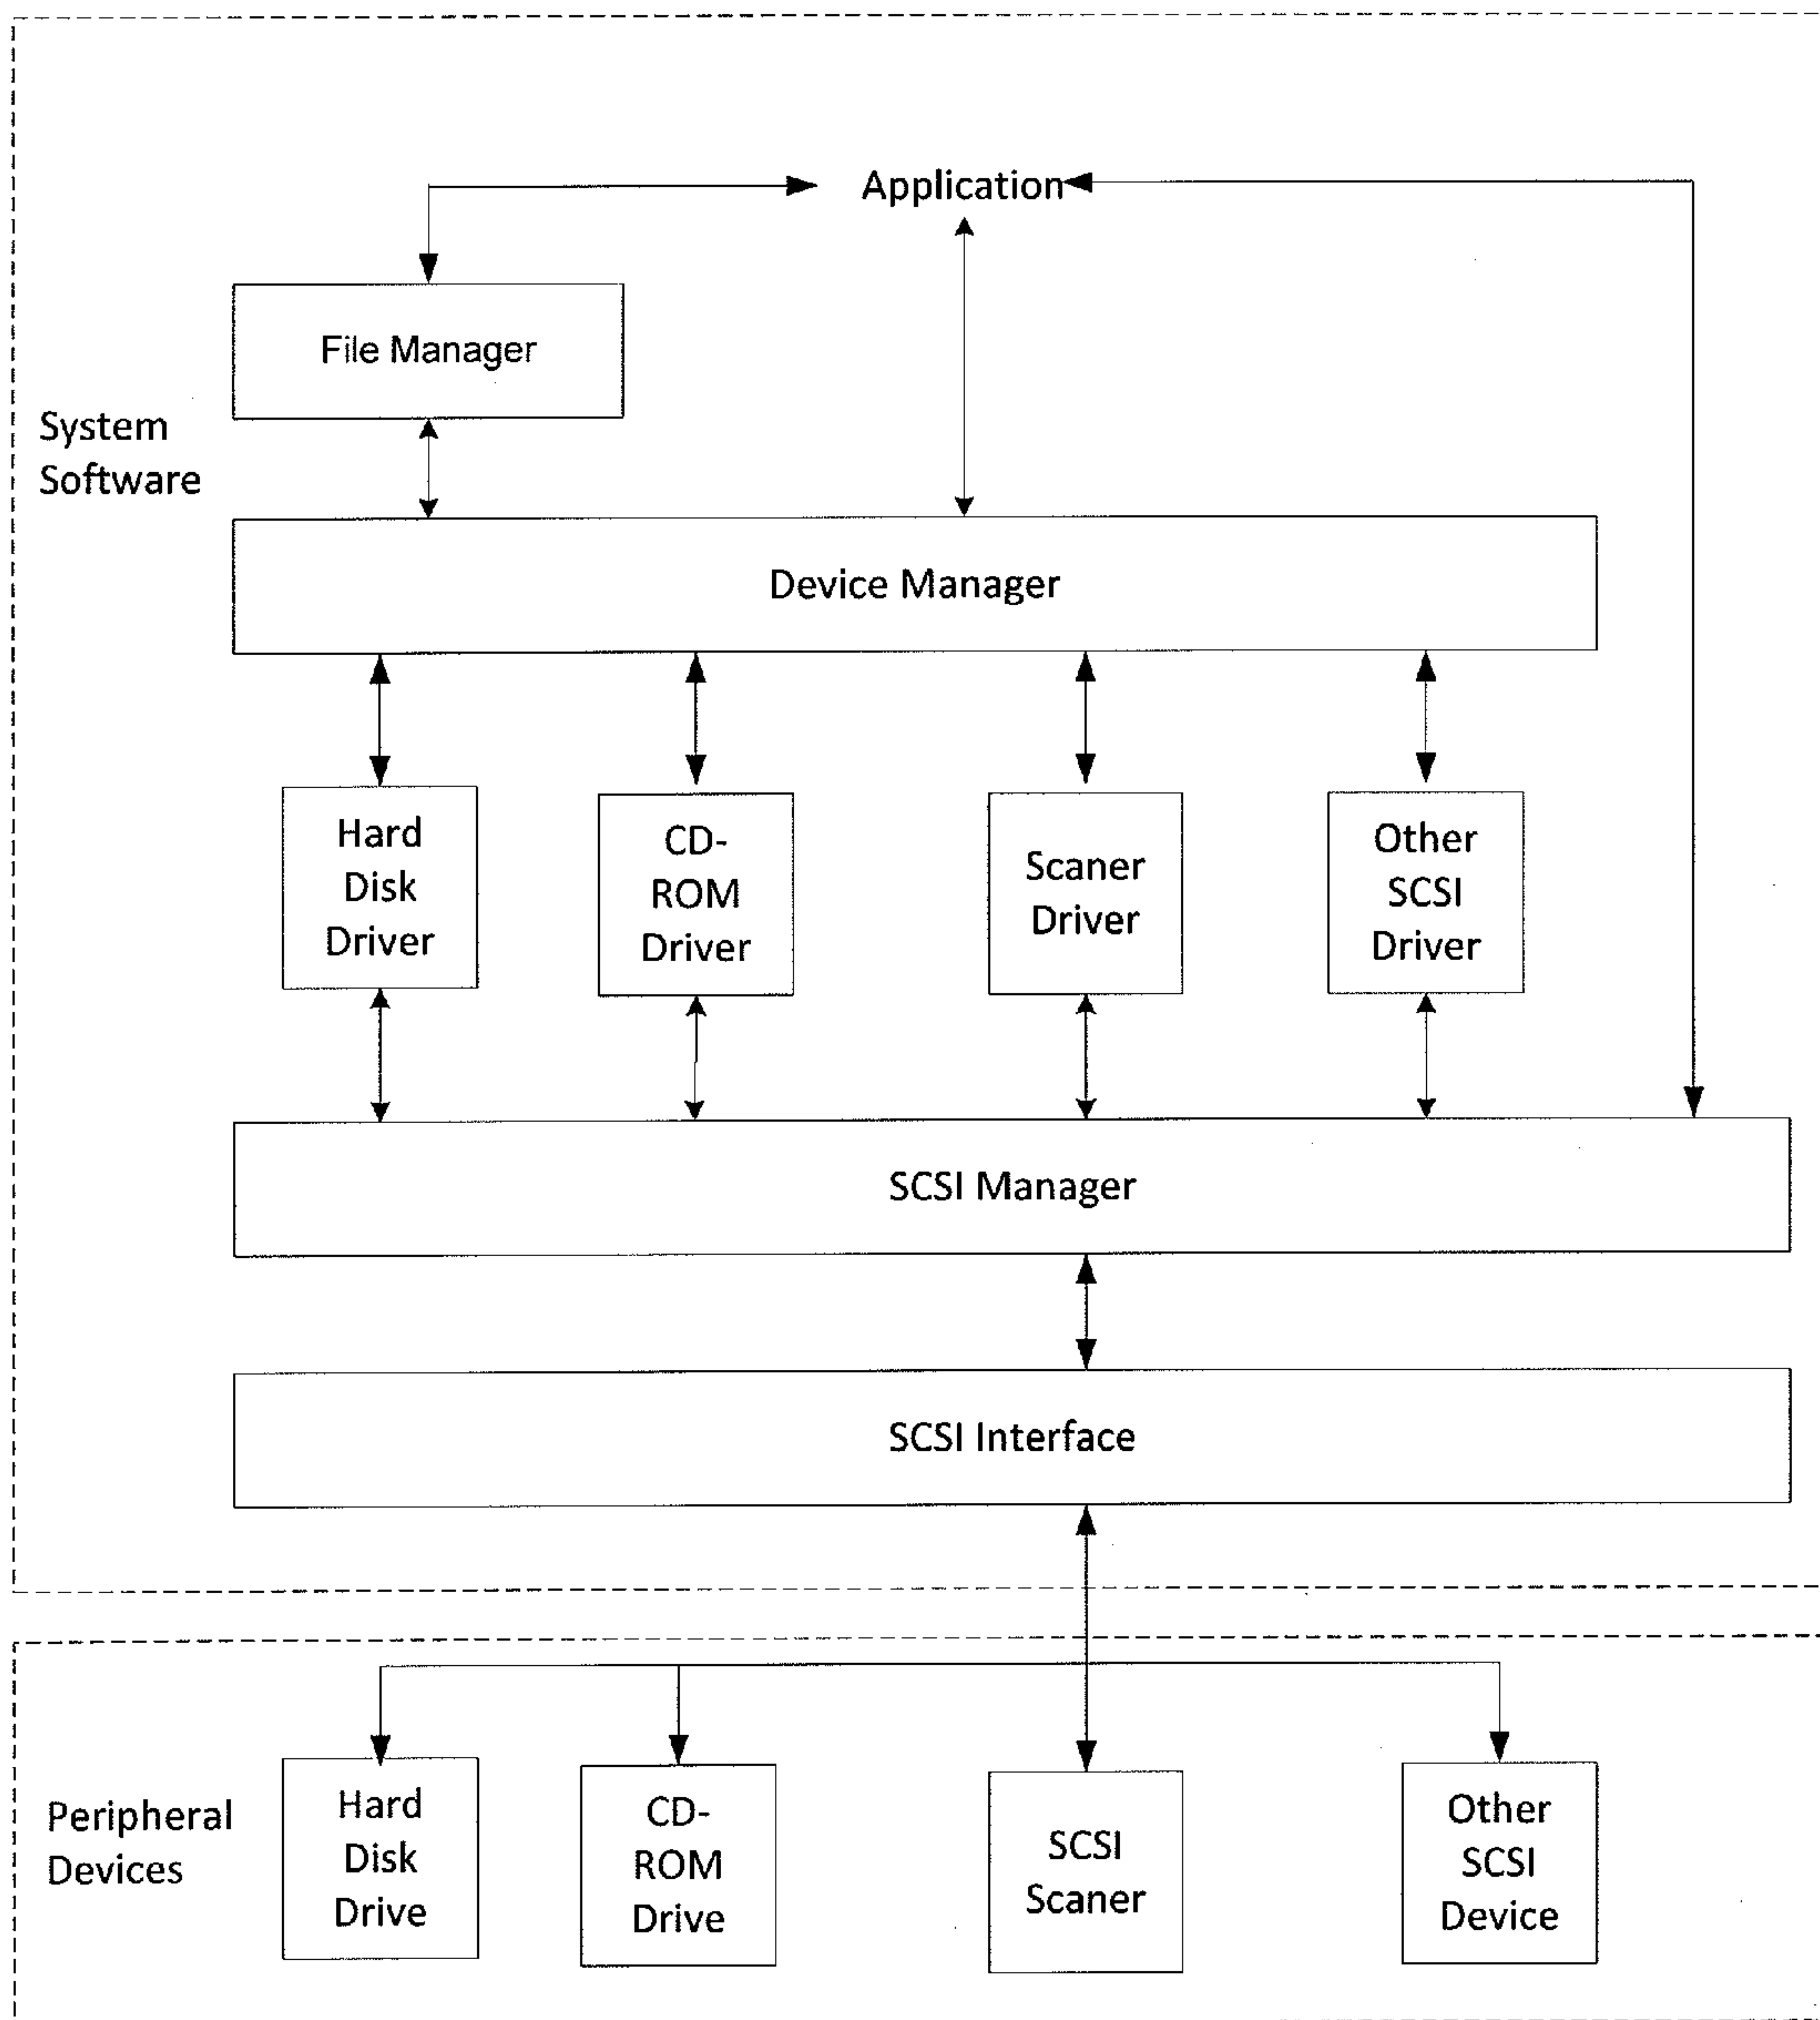 Application
File Manager
System
Software
Device Manager
Hard
Disk
Driver
CD-
ROM
Driver
Scaner
Driver
Other
SCSI
Driver
SCSI Manager
SCSI Interface
Peripheral
Devices
Hard
Disk
Drive
CD-
ROM
Drive
SCSI
Scaner
Other
SCSI
Device